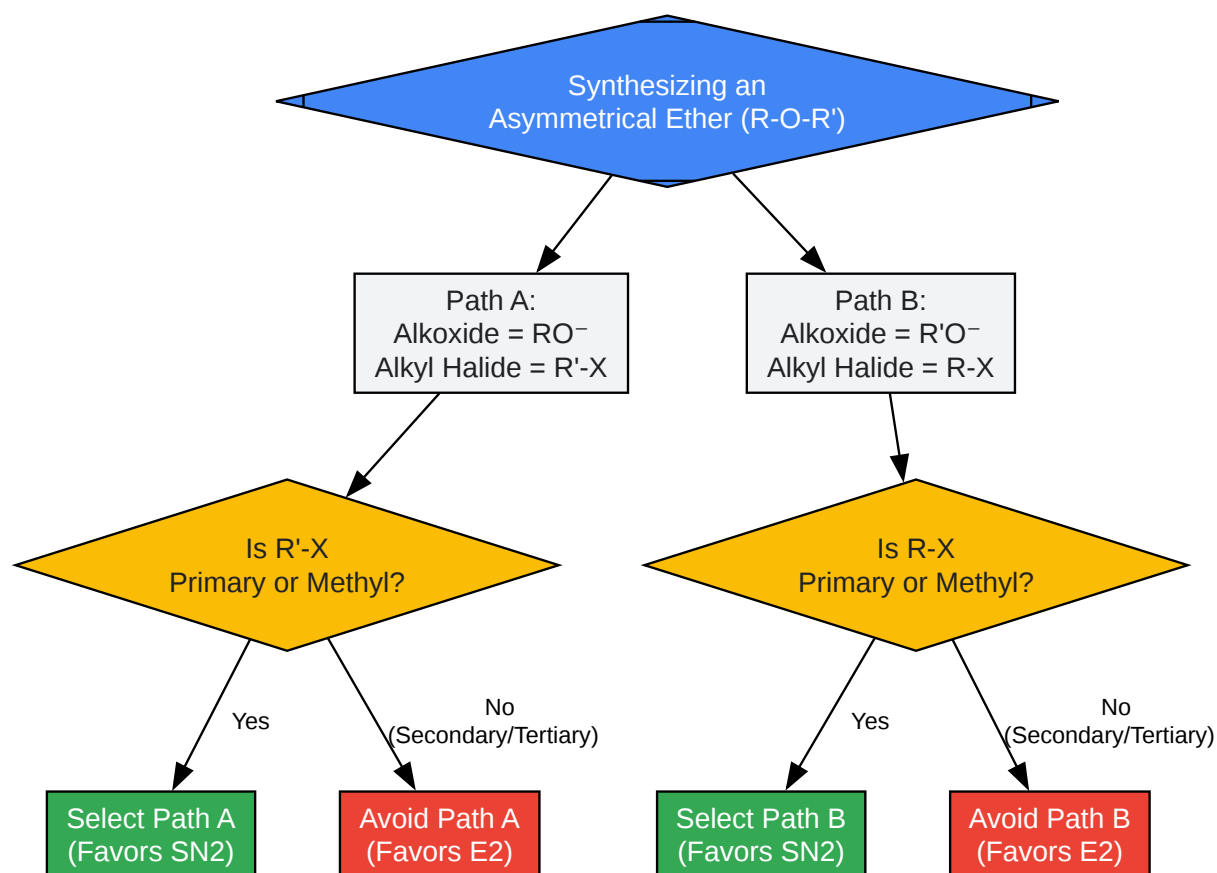 Synthesizing an
Asymmetrical Ether (R-O-R')
Path A:
Alkoxide = RO⁻
Alkyl Halide = R'-X
Path B:
Alkoxide = R'O⁻
Alkyl Halide = R-X
Is R'-X
Primary or Methyl?
Is R-X
Primary or Methyl?
Yes
No
(Secondary/Tertiary)
Yes
No
(Secondary/Tertiary)
Select Path A
(Favors SN2)
Avoid Path A
(Favors E2)
Select Path B
(Favors SN2)
Avoid Path B
(Favors E2)